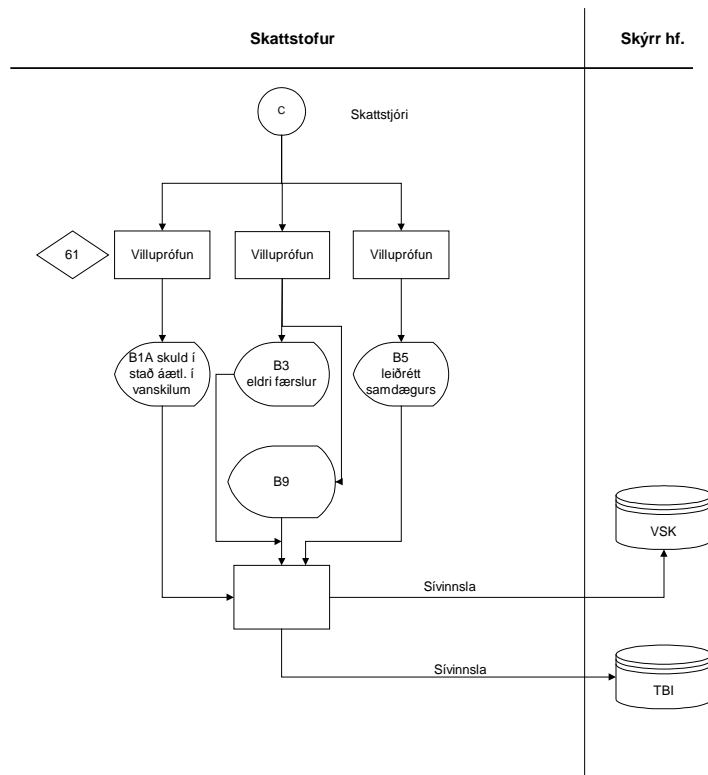 Skattstofur
Skýrr hf.
C
Skattstjóri
61
Villuprófun
Villuprófun
Villuprófun
B1A skuld í
stað áætl. í
vanskilum
B3
eldri færslur
B5
leiðrétt
samdægurs
B9
VSK
Sívinnsla
Sívinnsla
TBI